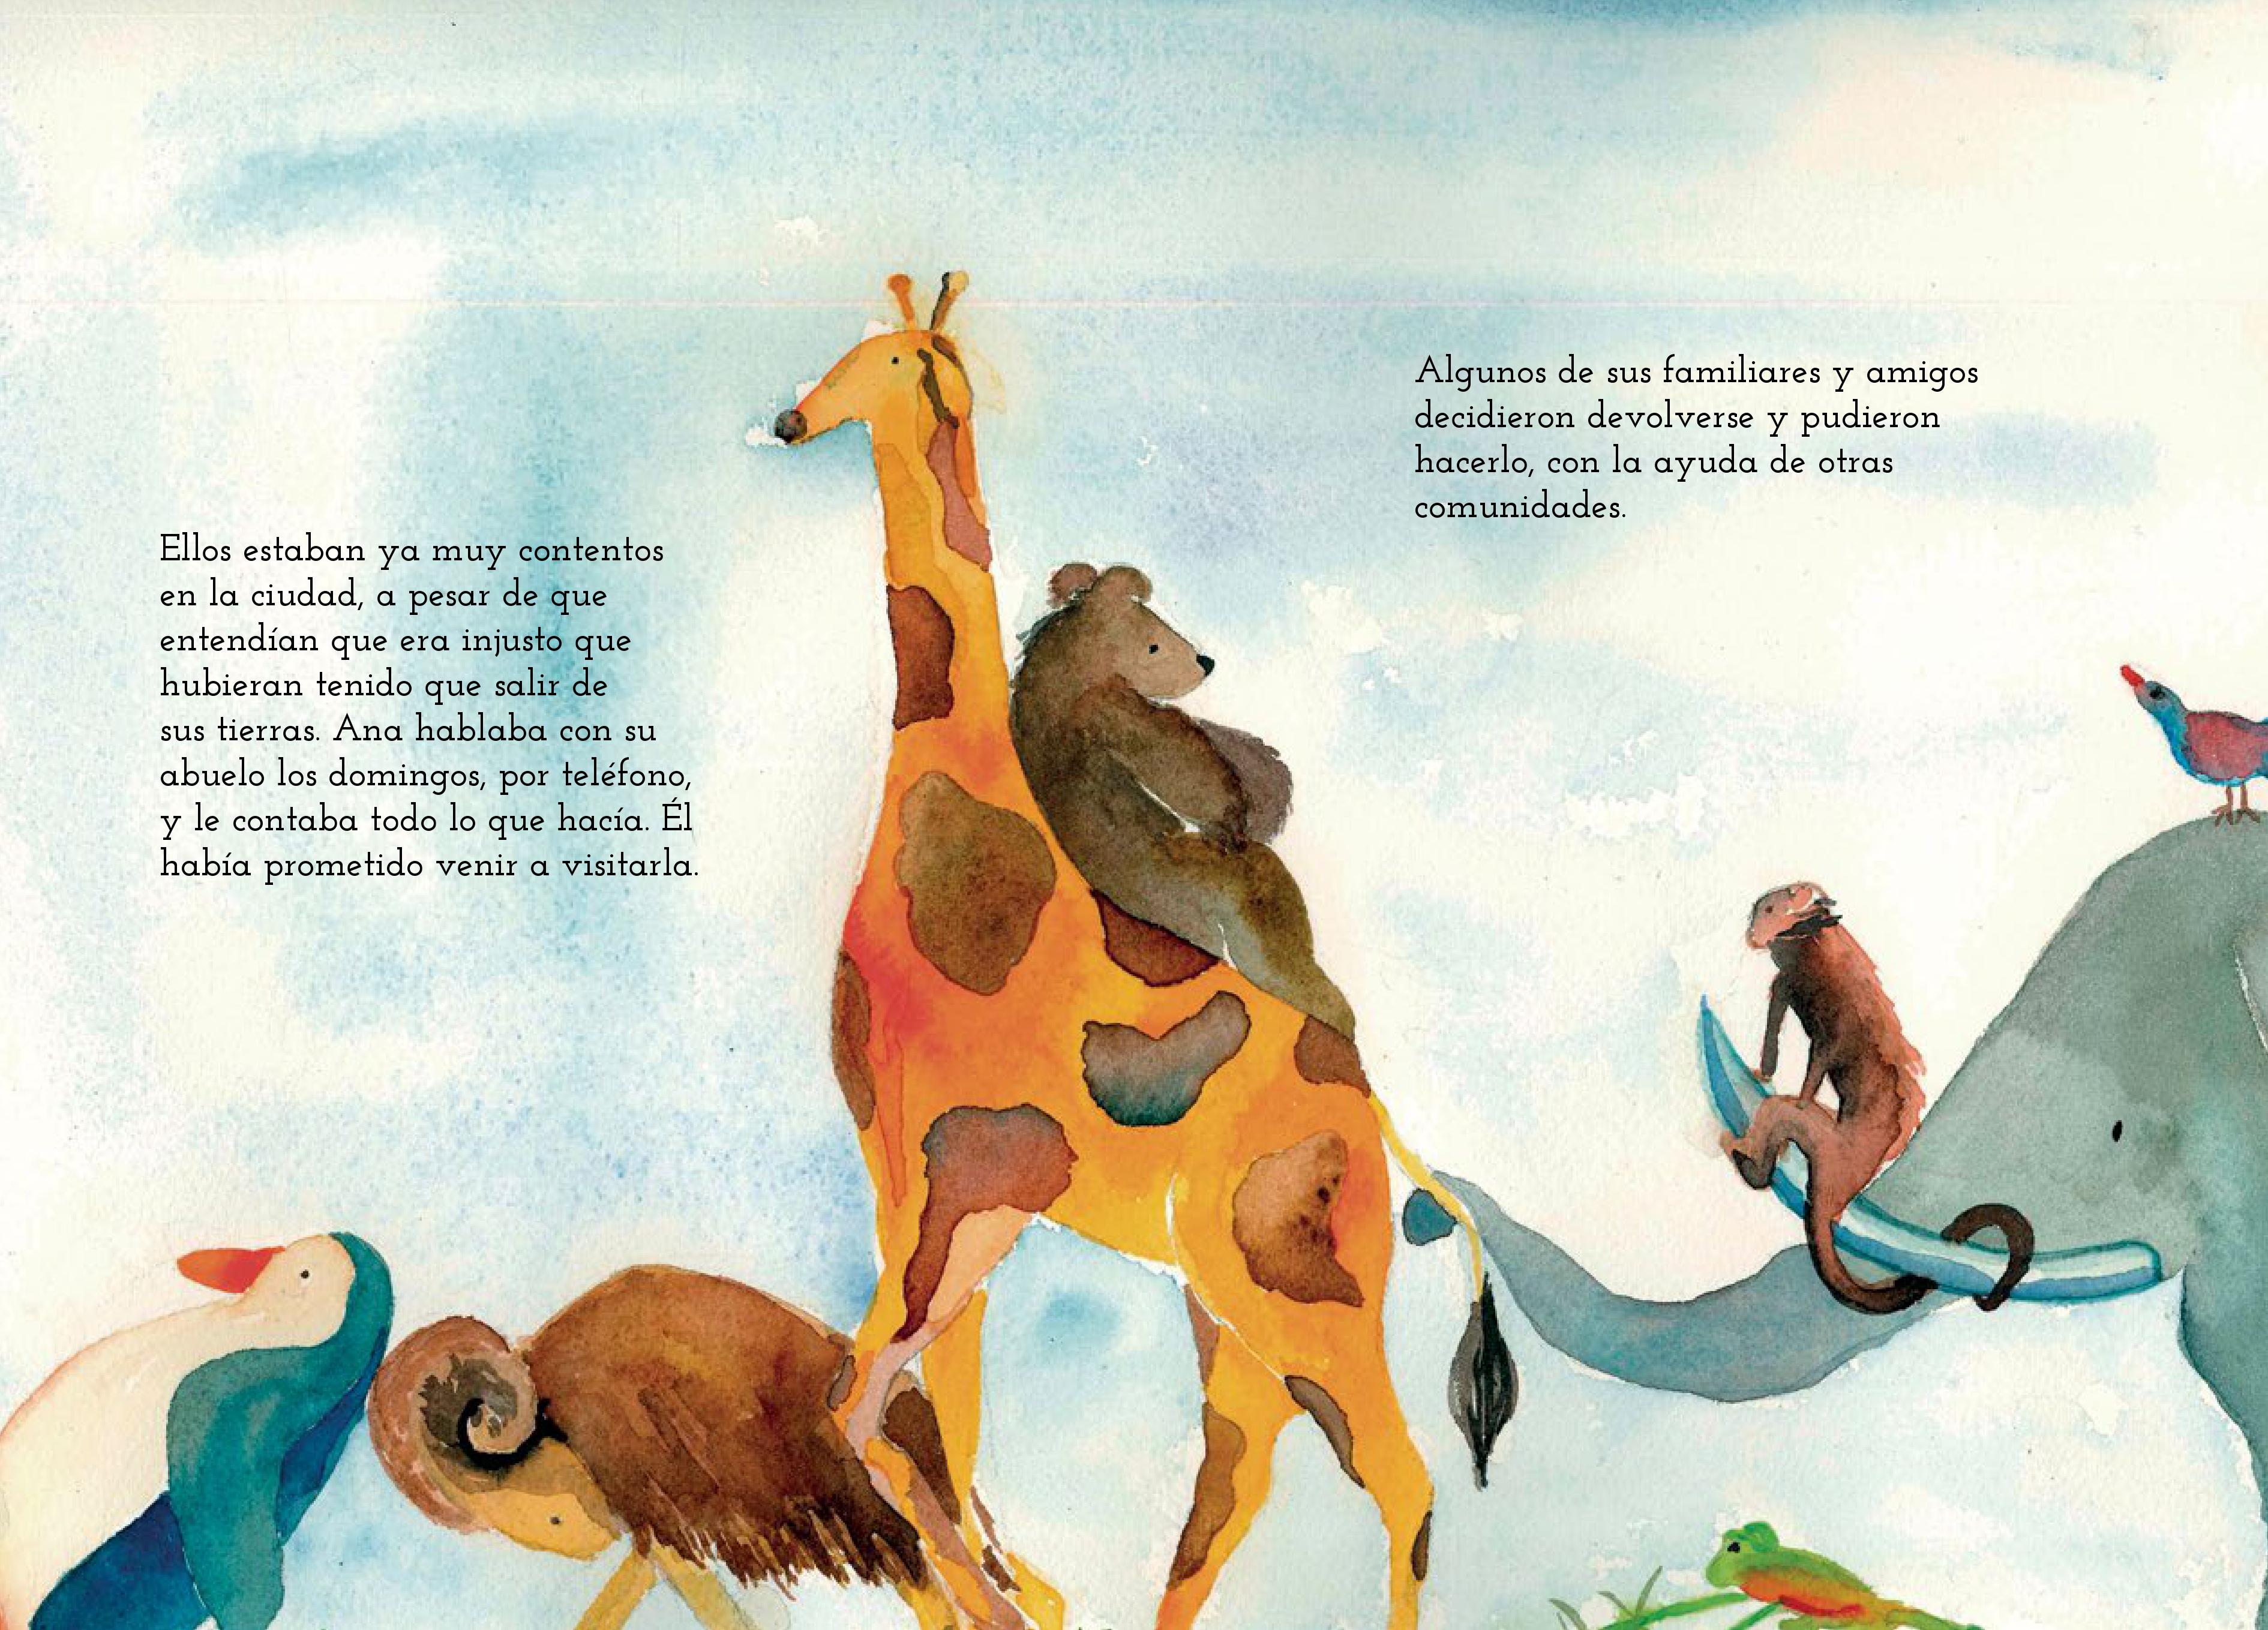 Ellos estaban ya muy contentos
en la ciudad, a pesar de que
entendían que era injusto que
hubieran tenido que salir de
sus tierras. Ana hablaba con su
abuelo los domingos, por teléfono,
y le contaba todo lo que hacía. Él
había prometido venir a visitarla.
Algunos de sus familiares y amigos
decidieron devolverse y pudieron
hacerlo, con la ayuda de otras
comunidades.